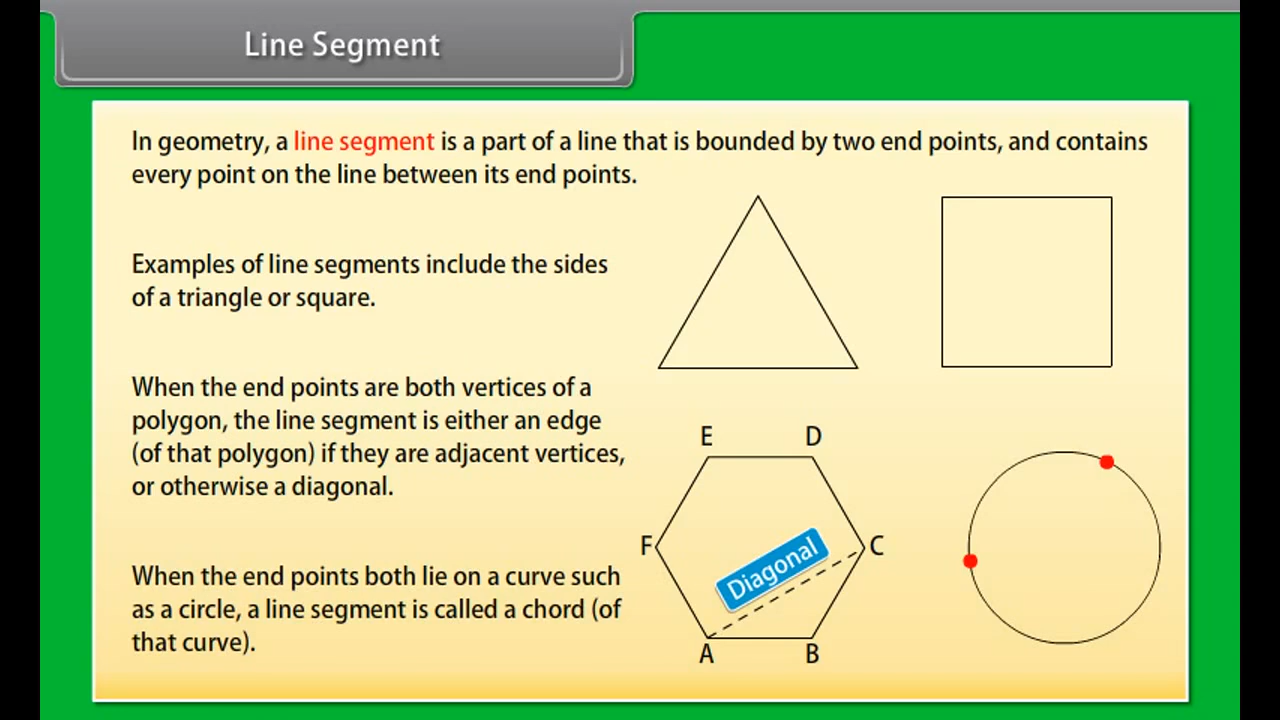 Line Segment
In geometry, a line segment is a part of a line that is bounded by two end points, and contains
every point on the line between its end points.
Examples of line segments include the sides
of a triangle or square.
When the end points are both vertices of a
polygon, the line segment is either an edge
(of that polygon) if they are adjacent vertices,
or otherwise a diagonal.
When the end points both lie on a curve such
as a circle, a line segment is called a chord (of
that curve).
E D
F C
Diagonal
A B